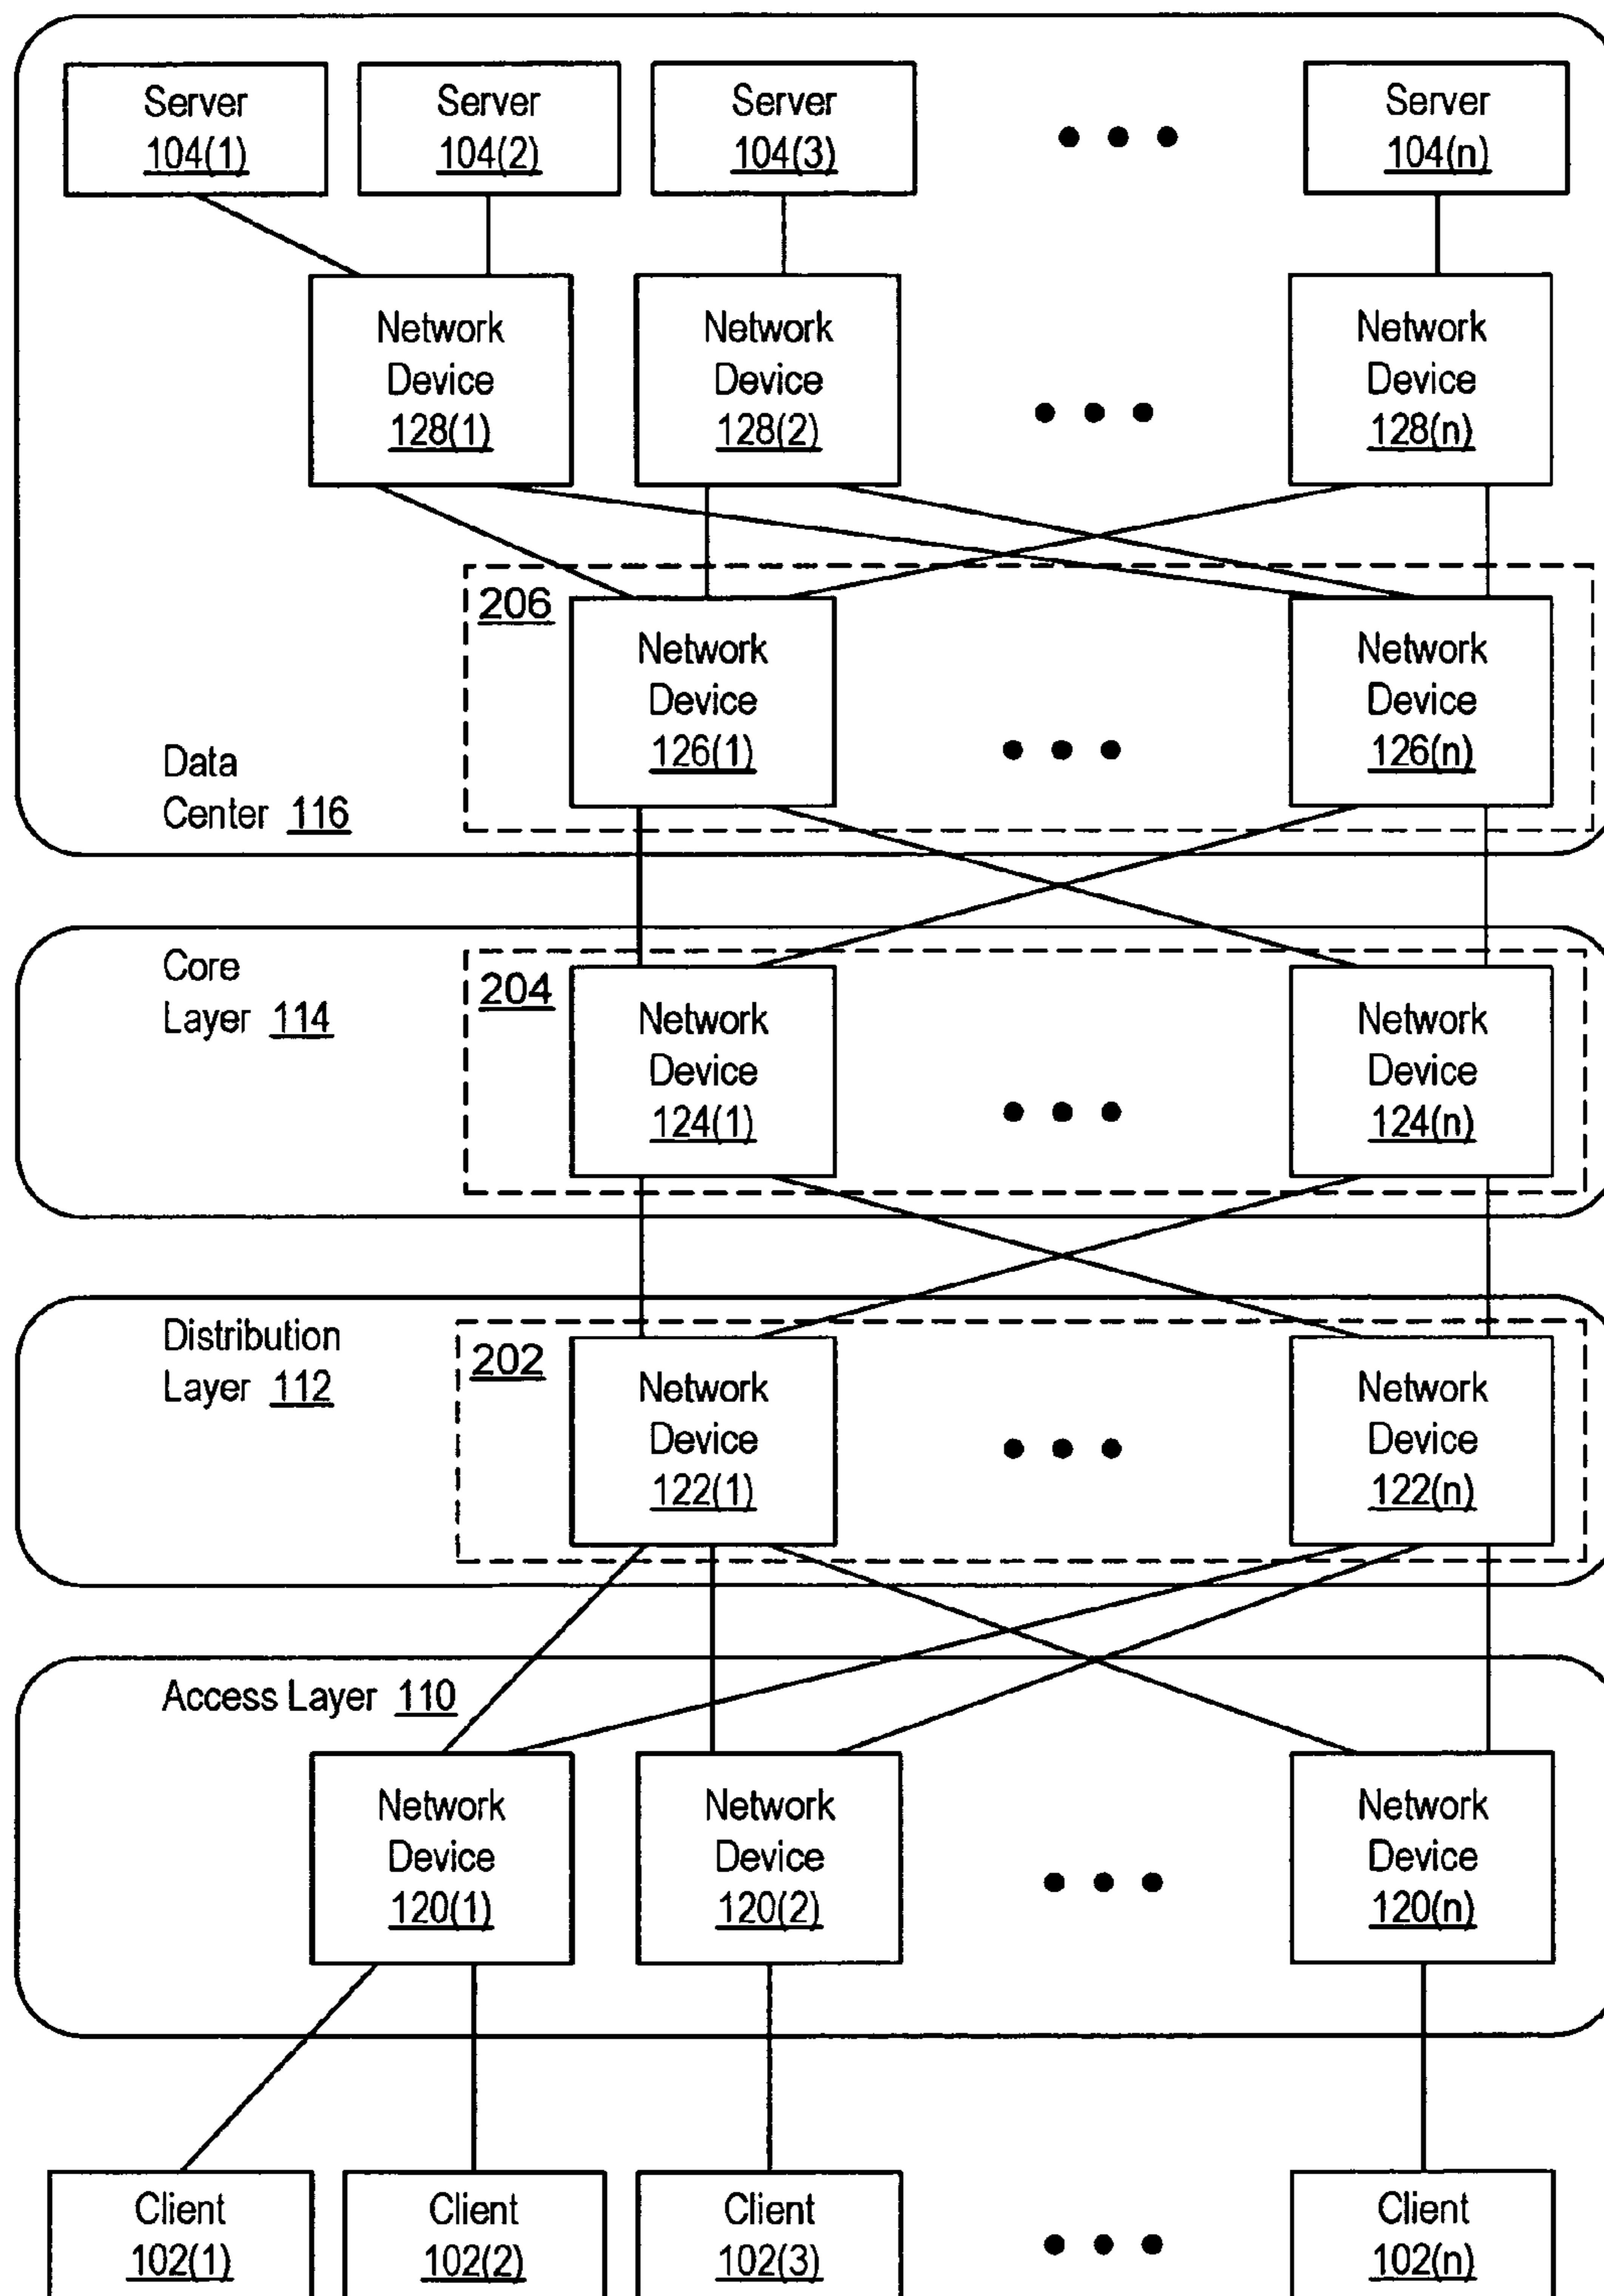 Server
104(1)
Server
104(2)
Server
104(3)
Server
104(n)
Network
Device
128(1)
Network
Device
128(2)
Network
Device
128(n)
206
Network
Device
126(1)
Network
Device
126(n)
Data
Center 116
Core
Layer 114
204
Network
Device
124(1)
Network
Device
124(n)
Distribution
Layer 112
202
Network
Device
122(1)
Network
Device
122(n)
Access Layer 110
Network
Device
120(1)
Network
Device
120(2)
Network
Device
120(n)
Client
102(1)
Client
102(2)
Client
102(3)
Client
102(n)